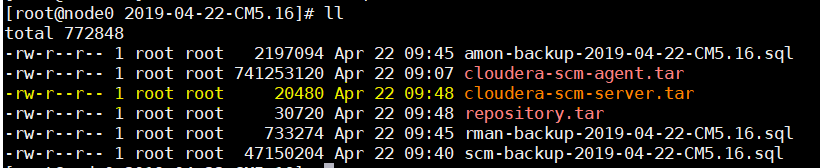 [root@node0 2019-04-22-CM5.16]# ll
total 772848
-rw-r--r-- 1 root root   2197094 Apr 22 09:45 amon-backup-2019-04-22-CM5.16.sql
-rw-r--r-- 1 root root 741253120 Apr 22 09:07 cloudera-scm-agent.tar
-rw-r--r-- 1 root root     20480 Apr 22 09:48 cloudera-scm-server.tar
-rw-r--r-- 1 root root     30720 Apr 22 09:48 repository.tar
-rw-r--r-- 1 root root    733274 Apr 22 09:45 rman-backup-2019-04-22-CM5.16.sql
-rw-r--r-- 1 root root  47150204 Apr 22 09:40 scm-backup-2019-04-22-CM5.16.sql